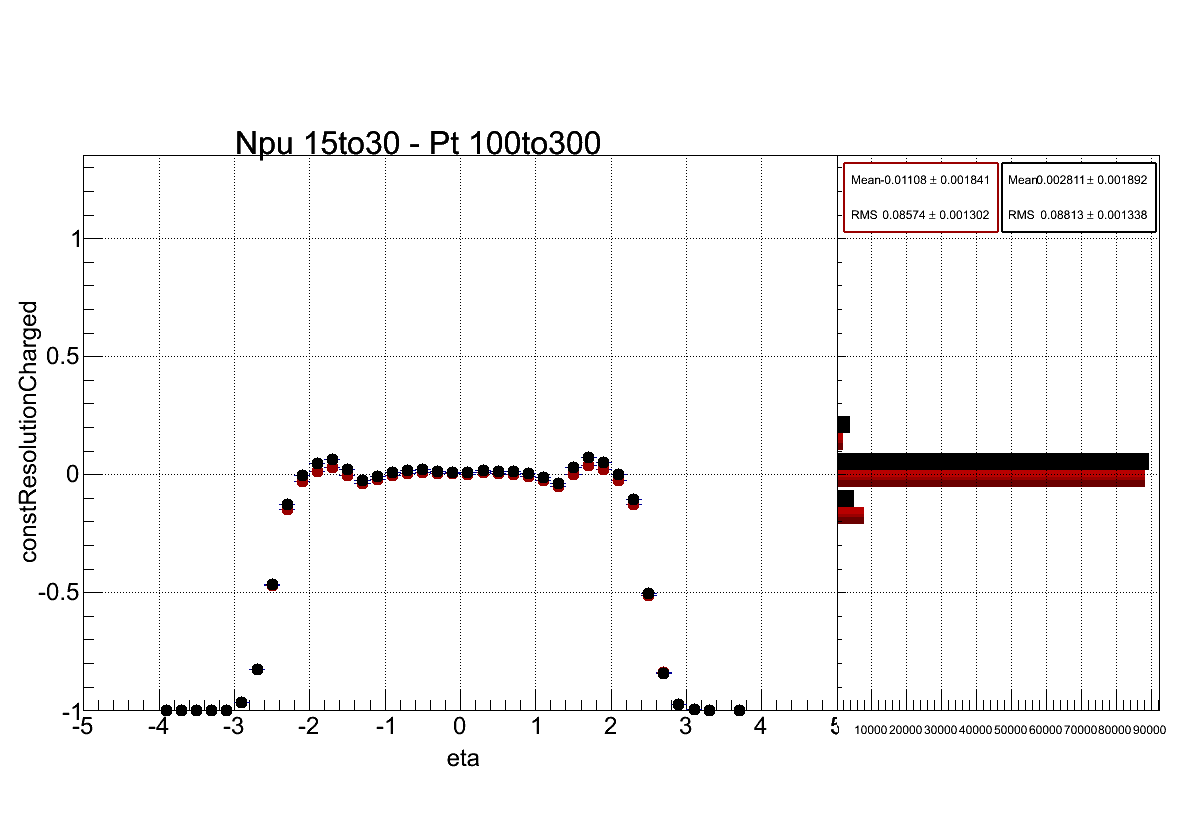 Npu 15to30 - Pt 100to300
Mean-0.01108 ± 0.001841
RMS 0.08574 ± 0.001302
Mean0.002811 ± 0.001892
RMS 0.08813 ± 0.001338
constResolutionCharged
1
0.5
0
-0.5
-1
-5 -4 -3 -2 -1 0 1 2 3 4 5
10000 20000 30000 40000 50000 60000 70000 80000 90000
eta